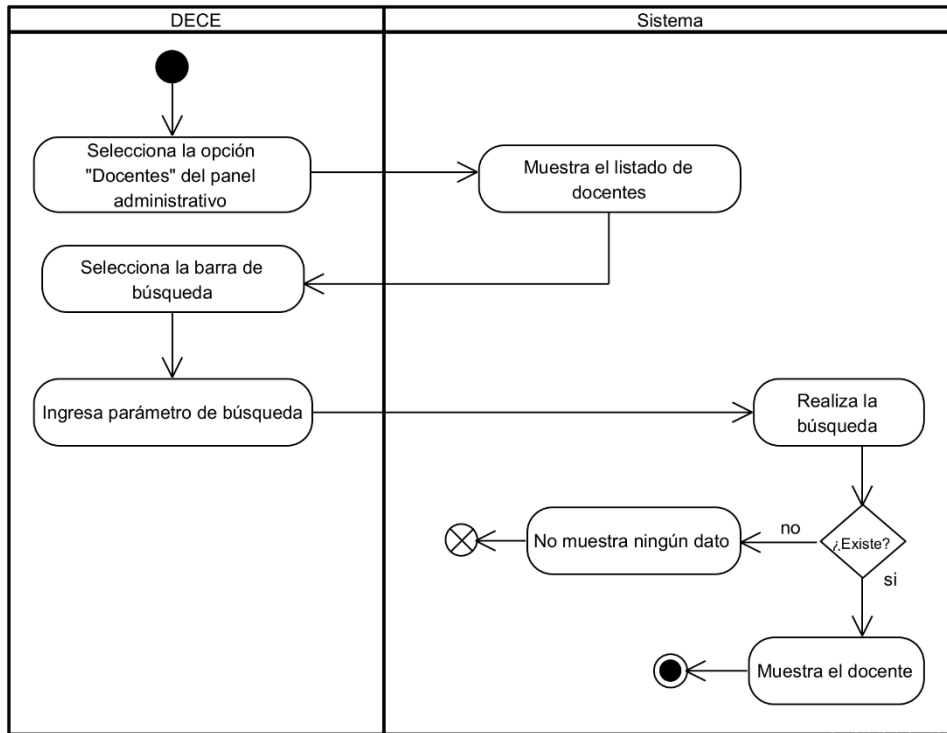 DECE
Sistema
Selecciona la opción
"Docentes" del panel
administrativo
Muestra el listado de
docentes
Selecciona la barra de
búsqueda
Ingresa parámetro de búsqueda
Realiza la
búsqueda
¿Existe?
no
No muestra ningún dato
si
Muestra el docente